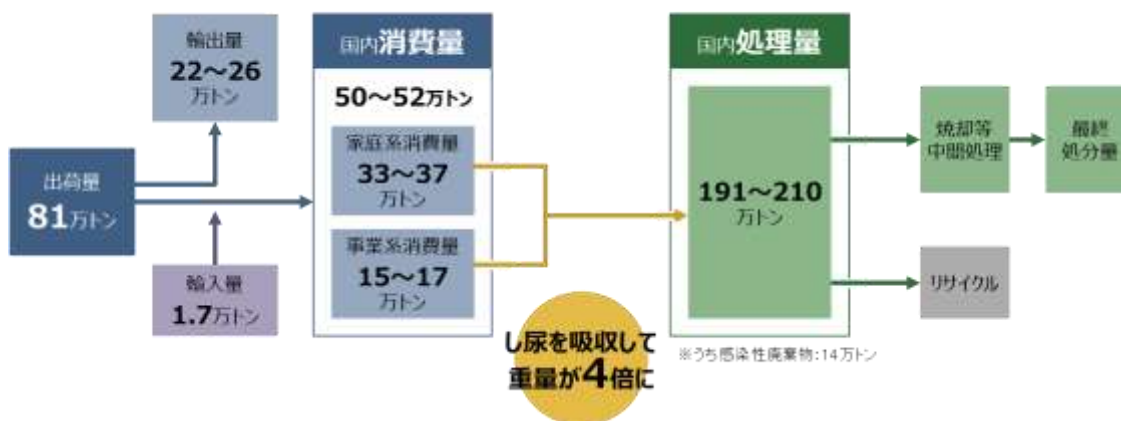 輸出量
22～26
万トン
出荷量
81万トン
輸入量
1.7万トン
国内消費量
50～52万トン
家庭系消費量
33～37
万トン
事業系消費量
15～17
万トン
し尿を吸収して
重量が4倍に
国内処理量
191～210
万トン
※うち感染性廃棄物:14万トン
焼却等
中間処理
最終
処分量
リサイクル